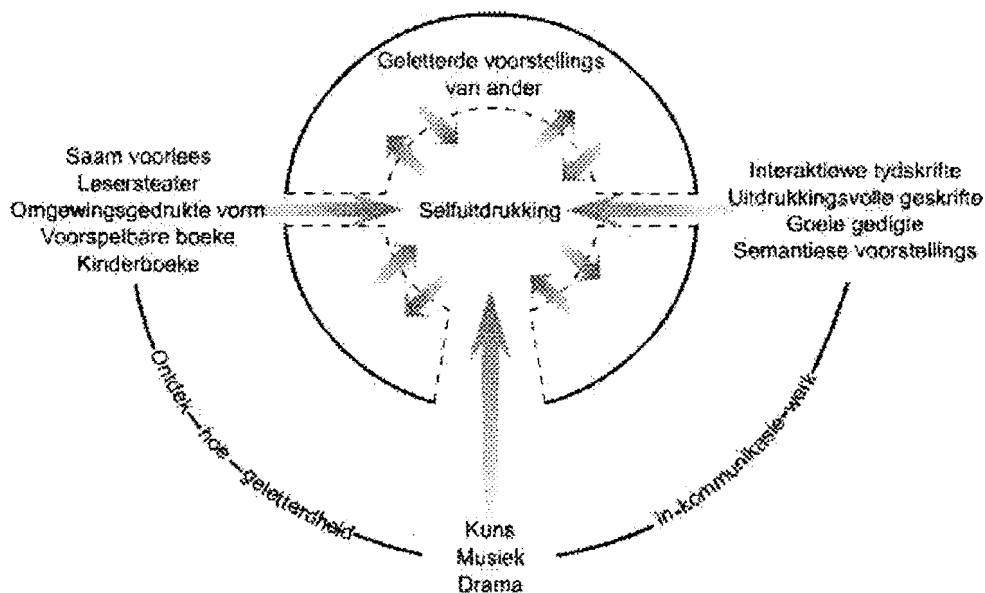 Geletterde voorstellings
van ander
Saam voorlees
Lesersteater
Omgewingsgedrukte vorm
Voorspelbare boeke
Kinderboeke
Selfuitdrukking
Interaktiewe tydskrifte
Uitdrukkingsvolle geskrifte
Goeie gedigte
Semantiese voorstellings
Ontdek hoe geletterdheid
in kommunikasie werk
Kuns
Musiek
Drama